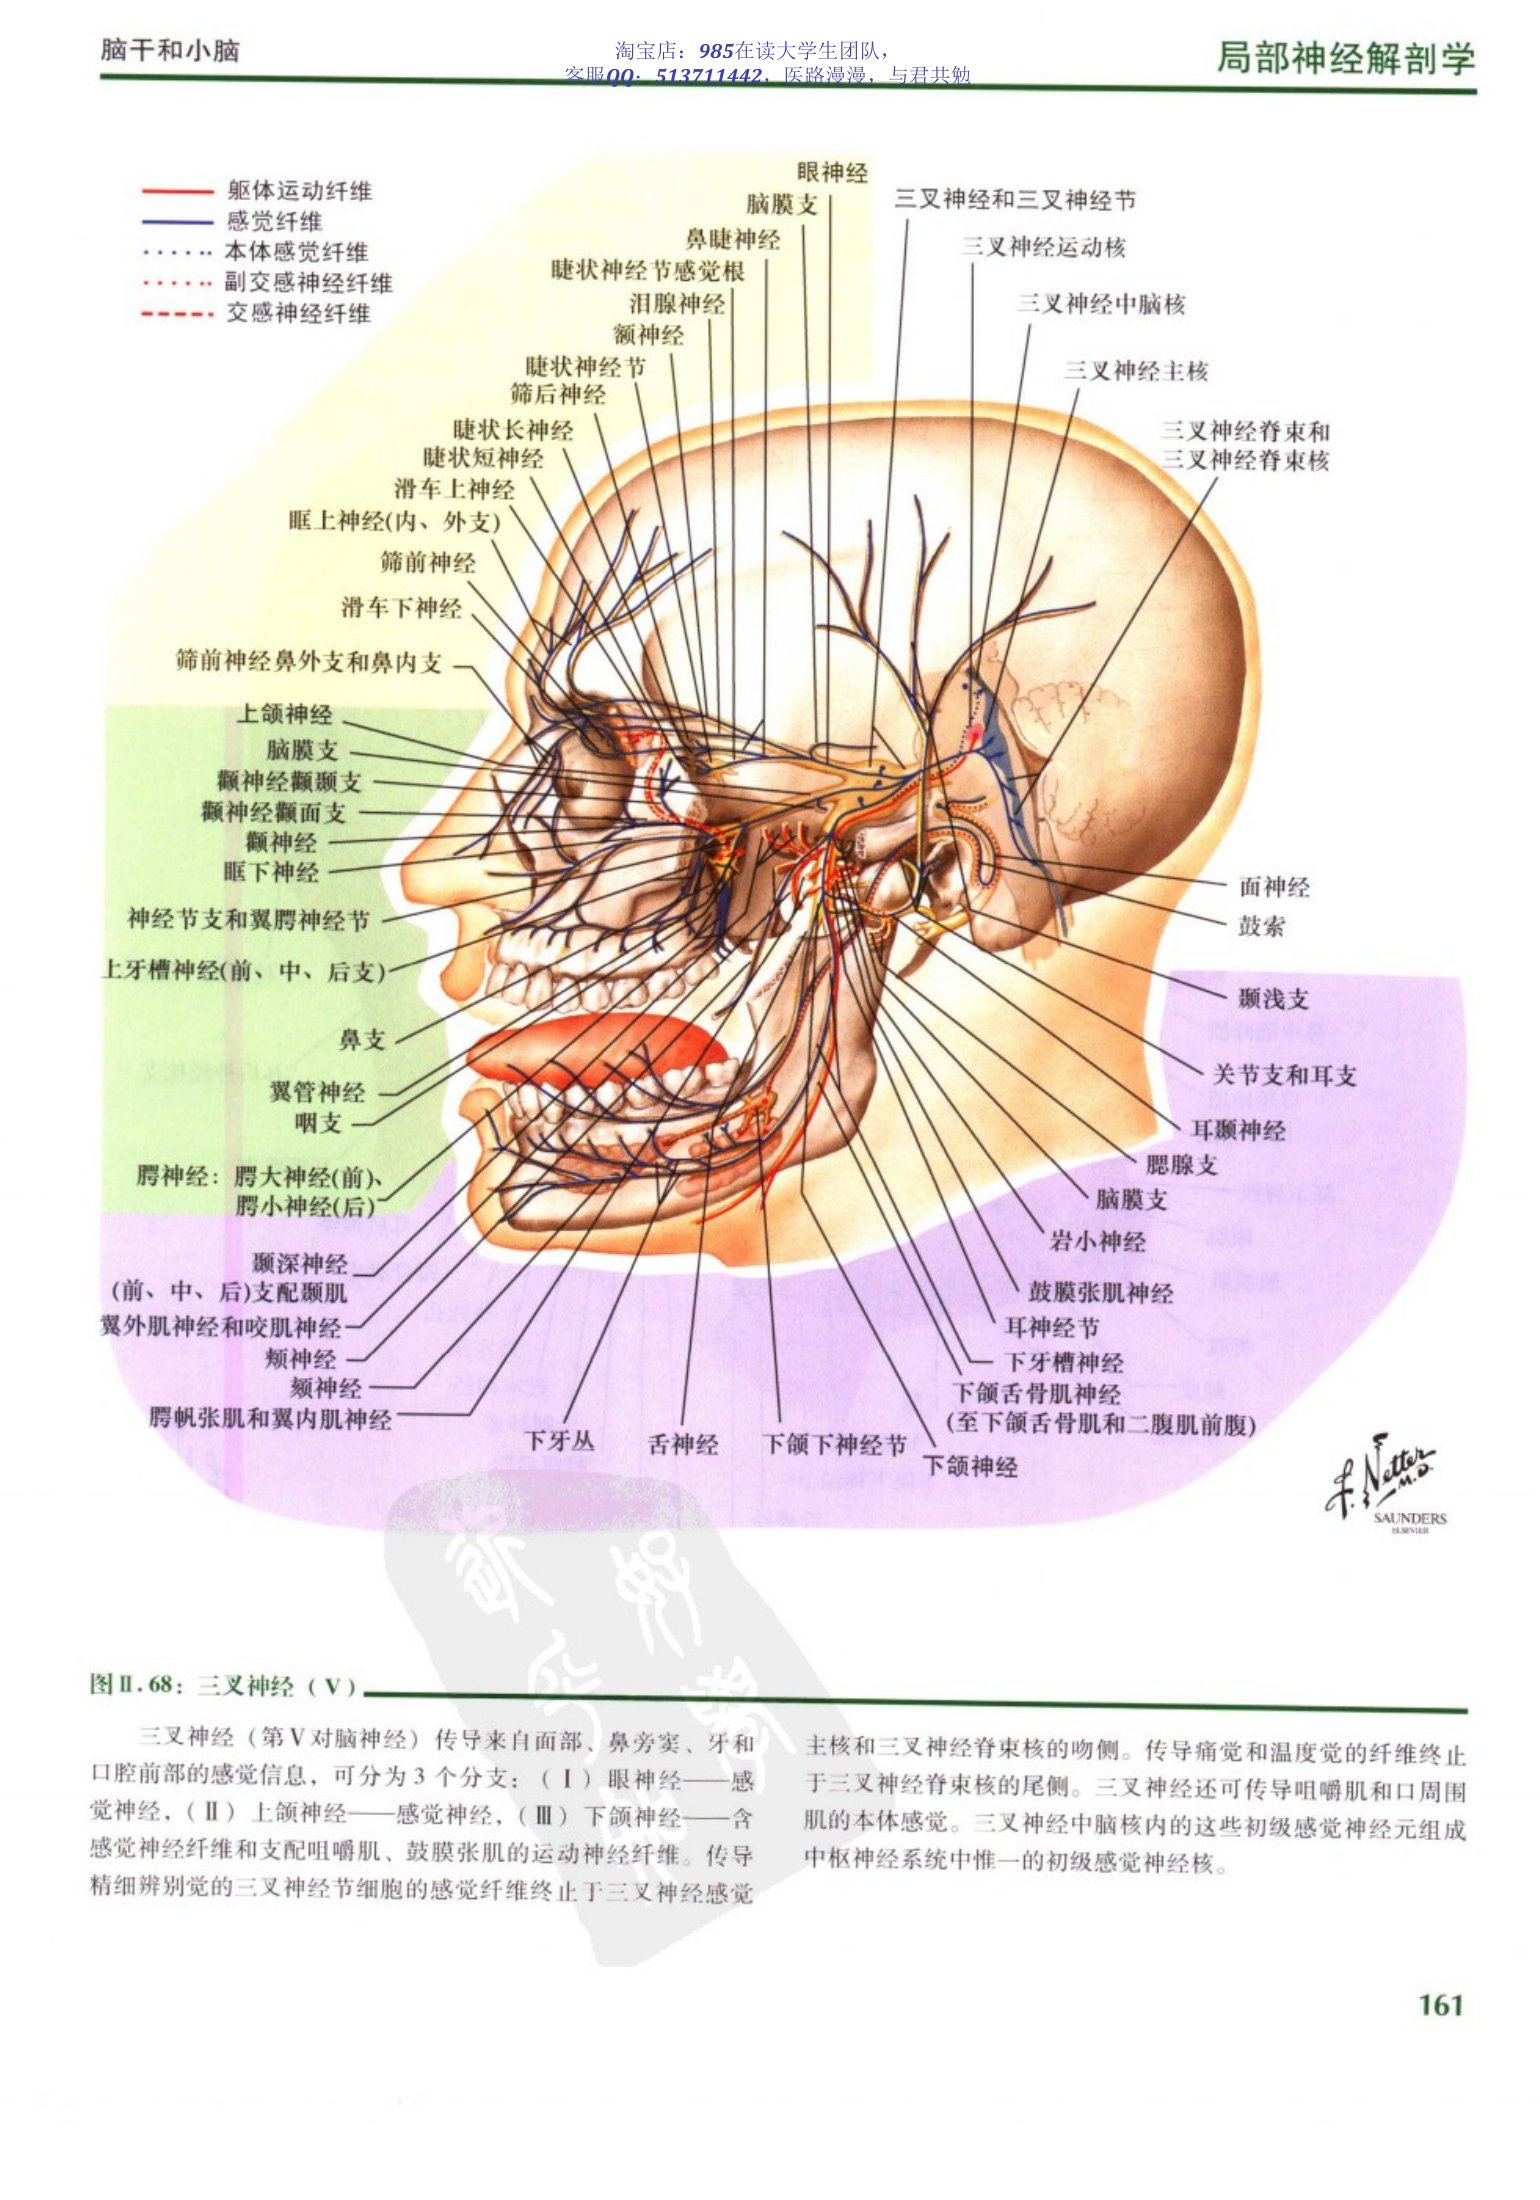 脑干和小脑
淘宝店：985在读大学生团队，
客服QQ：513711442，医路漫漫，与君共勉
局部神经解剖学
躯体运动纤维
感觉纤维
本体感觉纤维
副交感神经纤维
交感神经纤维
眼神经
脑膜支
鼻睫神经
睫状神经节感觉根
泪腺神经
额神经
睫状神经节
筛后神经
睫状长神经
睫状短神经
滑车上神经
眶上神经(内、外支)
筛前神经
滑车下神经
筛前神经鼻外支和鼻内支
上颌神经
脑膜支
颧神经颧颞支
颧神经颧面支
颧神经
眶下神经
神经节支和翼腭神经节
上牙槽神经(前、中、后支)
鼻支
翼管神经
咽支
腭神经：腭大神经(前)、
腭小神经(后)
颞深神经
(前、中、后)支配颞肌
翼外肌神经和咬肌神经
颊神经
颏神经
腭帆张肌和翼内肌神经
三叉神经和三叉神经节
三叉神经运动核
三叉神经中脑核
三叉神经主核
三叉神经脊束和
三叉神经脊束核
面神经
鼓索
颞浅支
关节支和耳支
耳颞神经
腮腺支
脑膜支
岩小神经
鼓膜张肌神经
耳神经节
下牙槽神经
下颌舌骨肌神经
(至下颌舌骨肌和二腹肌前腹)
下颌神经
下颌下神经节
舌神经
下牙丛
F. Netter
M.D.
SAUNDERS
ELSEVIER
图Ⅱ.68：三叉神经（Ⅴ）
三叉神经（第Ⅴ对脑神经）传导来自面部、鼻旁窦、牙和
口腔前部的感觉信息，可分为 3 个分支：（Ⅰ）眼神经——感
觉神经，（Ⅱ）上颌神经——感觉神经，（Ⅲ）下颌神经——含
感觉神经纤维和支配咀嚼肌、鼓膜张肌的运动神经纤维。传导
精细辨别觉的三叉神经节细胞的感觉纤维终止于三叉神经感觉
主核和三叉神经脊束核的吻侧。传导痛觉和温度觉的纤维终止
于三叉神经脊束核的尾侧。三叉神经还可传导咀嚼肌和口周围
肌的本体感觉。三叉神经中脑核内的这些初级感觉神经元组成
中枢神经系统中惟一的初级感觉神经核。
161